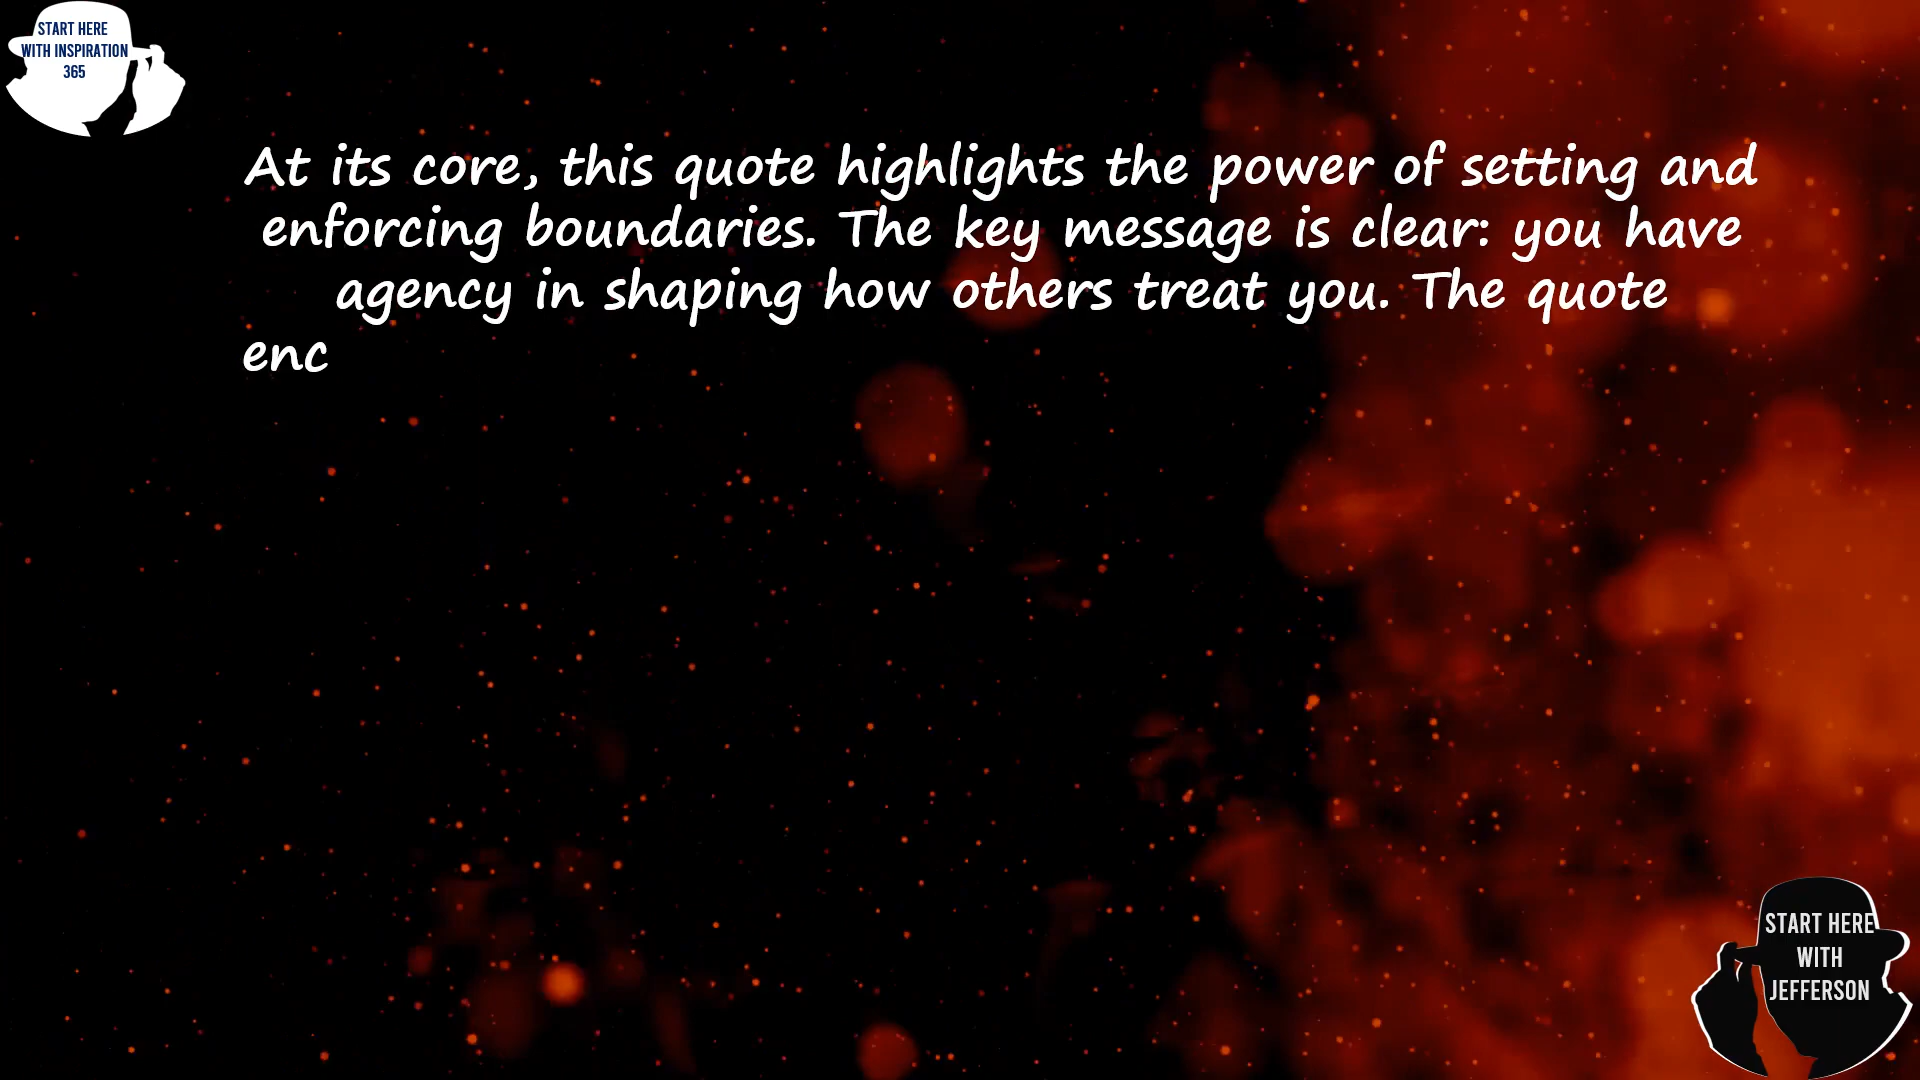 START HERE
WITH INSPIRATION
365
At its core, this quote highlights the power of setting and
enforcing boundaries. The key message is clear: you have
agency in shaping how others treat you. The quote
enc
START HERE
WITH
JEFFERSON